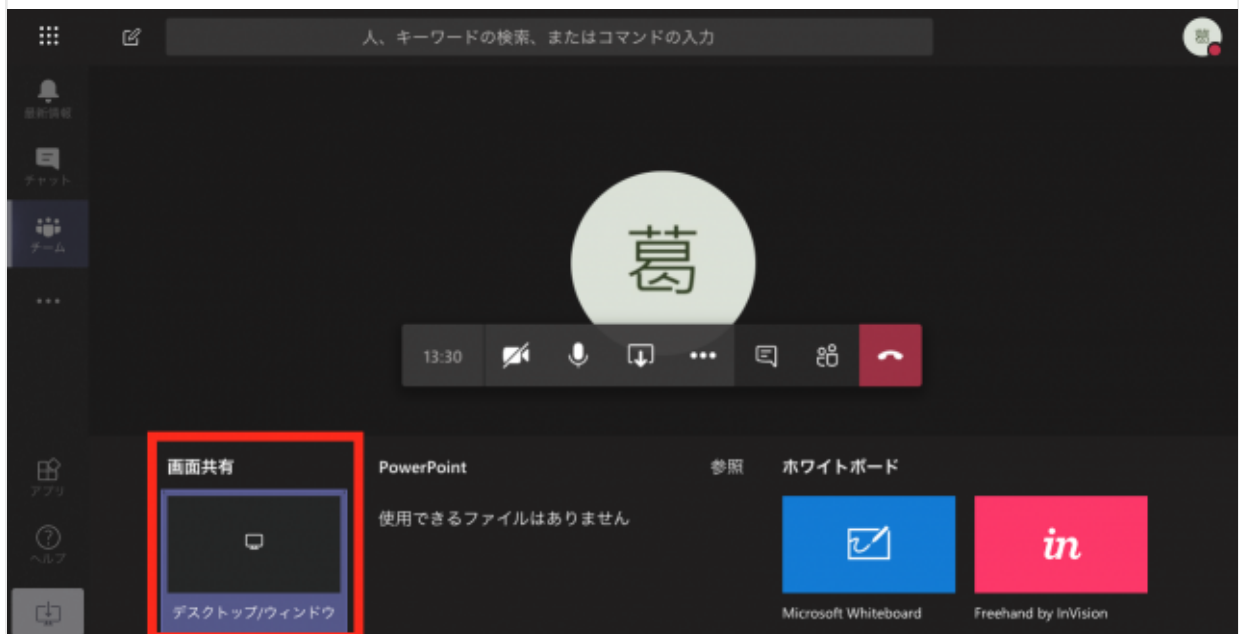 人、キーワードの検索、またはコマンドの入力
葛
最新情報
チャット
チーム
葛
13:30
アプリ
ヘルプ
画面共有
デスクトップ/ウィンドウ
PowerPoint
参照
使用できるファイルはありません
ホワイトボード
Microsoft Whiteboard
in
Freehand by InVision